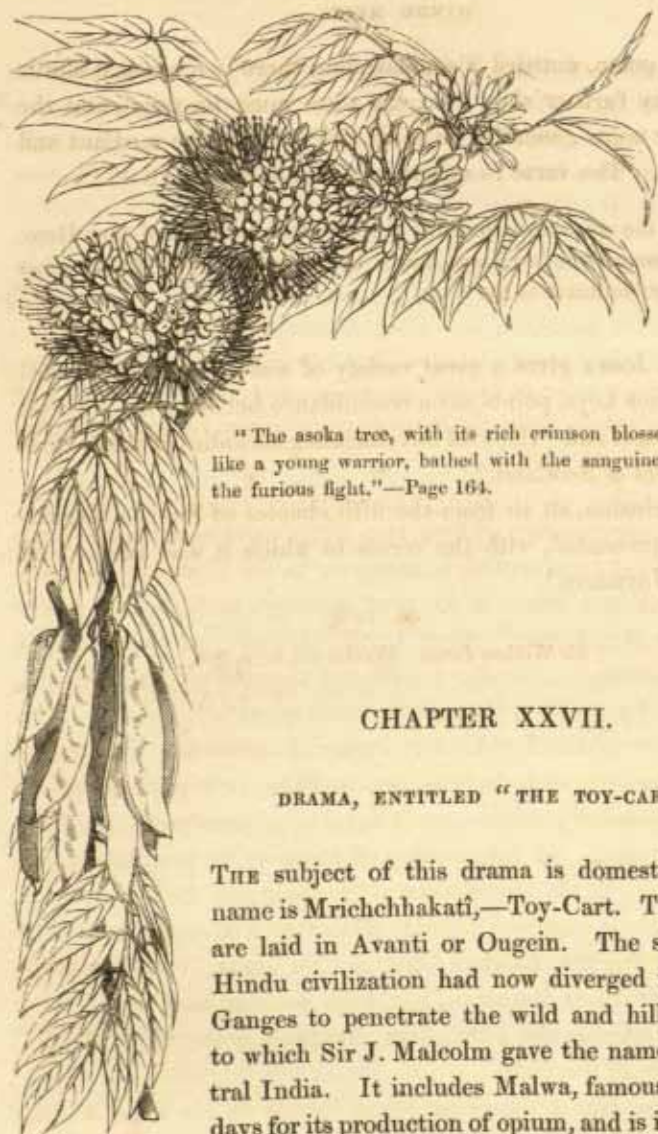 "The asoka tree, with its rich crimson blosso
like a young warrior, bathed with the sanguine
the furious fight."—Page 164.
CHAPTER XXVII.
DRAMA, ENTITLED "THE TOY-CAR
THE subject of this drama is domest
name is Mrichchhakatî,—Toy-Cart. T
are laid in Avanti or Ougein. The s
Hindu civilization had now diverged
Ganges to penetrate the wild and hill
to which Sir J. Malcolm gave the name
tral India. It includes Malwa, famous
days for its production of opium, and is i